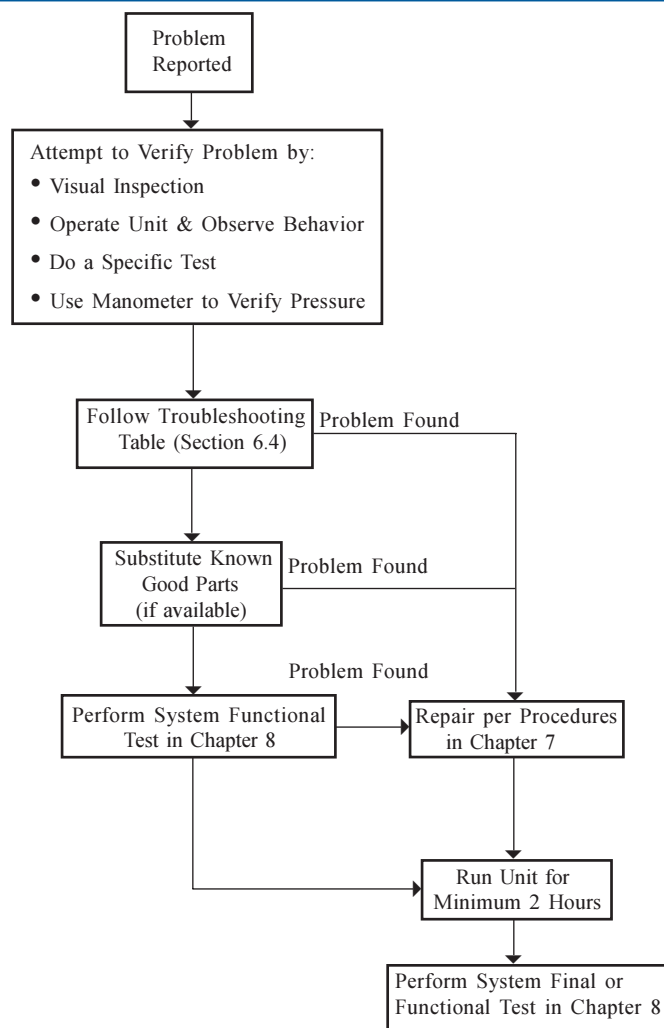 Problem
Reported
Attempt to Verify Problem by:
• Visual Inspection
• Operate Unit & Observe Behavior
• Do a Specific Test
• Use Manometer to Verify Pressure
Follow Troubleshooting
Table (Section 6.4)
Problem Found
Substitute Known
Good Parts
(if available)
Problem Found
Problem Found
Perform System Functional
Test in Chapter 8
Repair per Procedures
in Chapter 7
Run Unit for
Minimum 2 Hours
Perform System Final or
Functional Test in Chapter 8